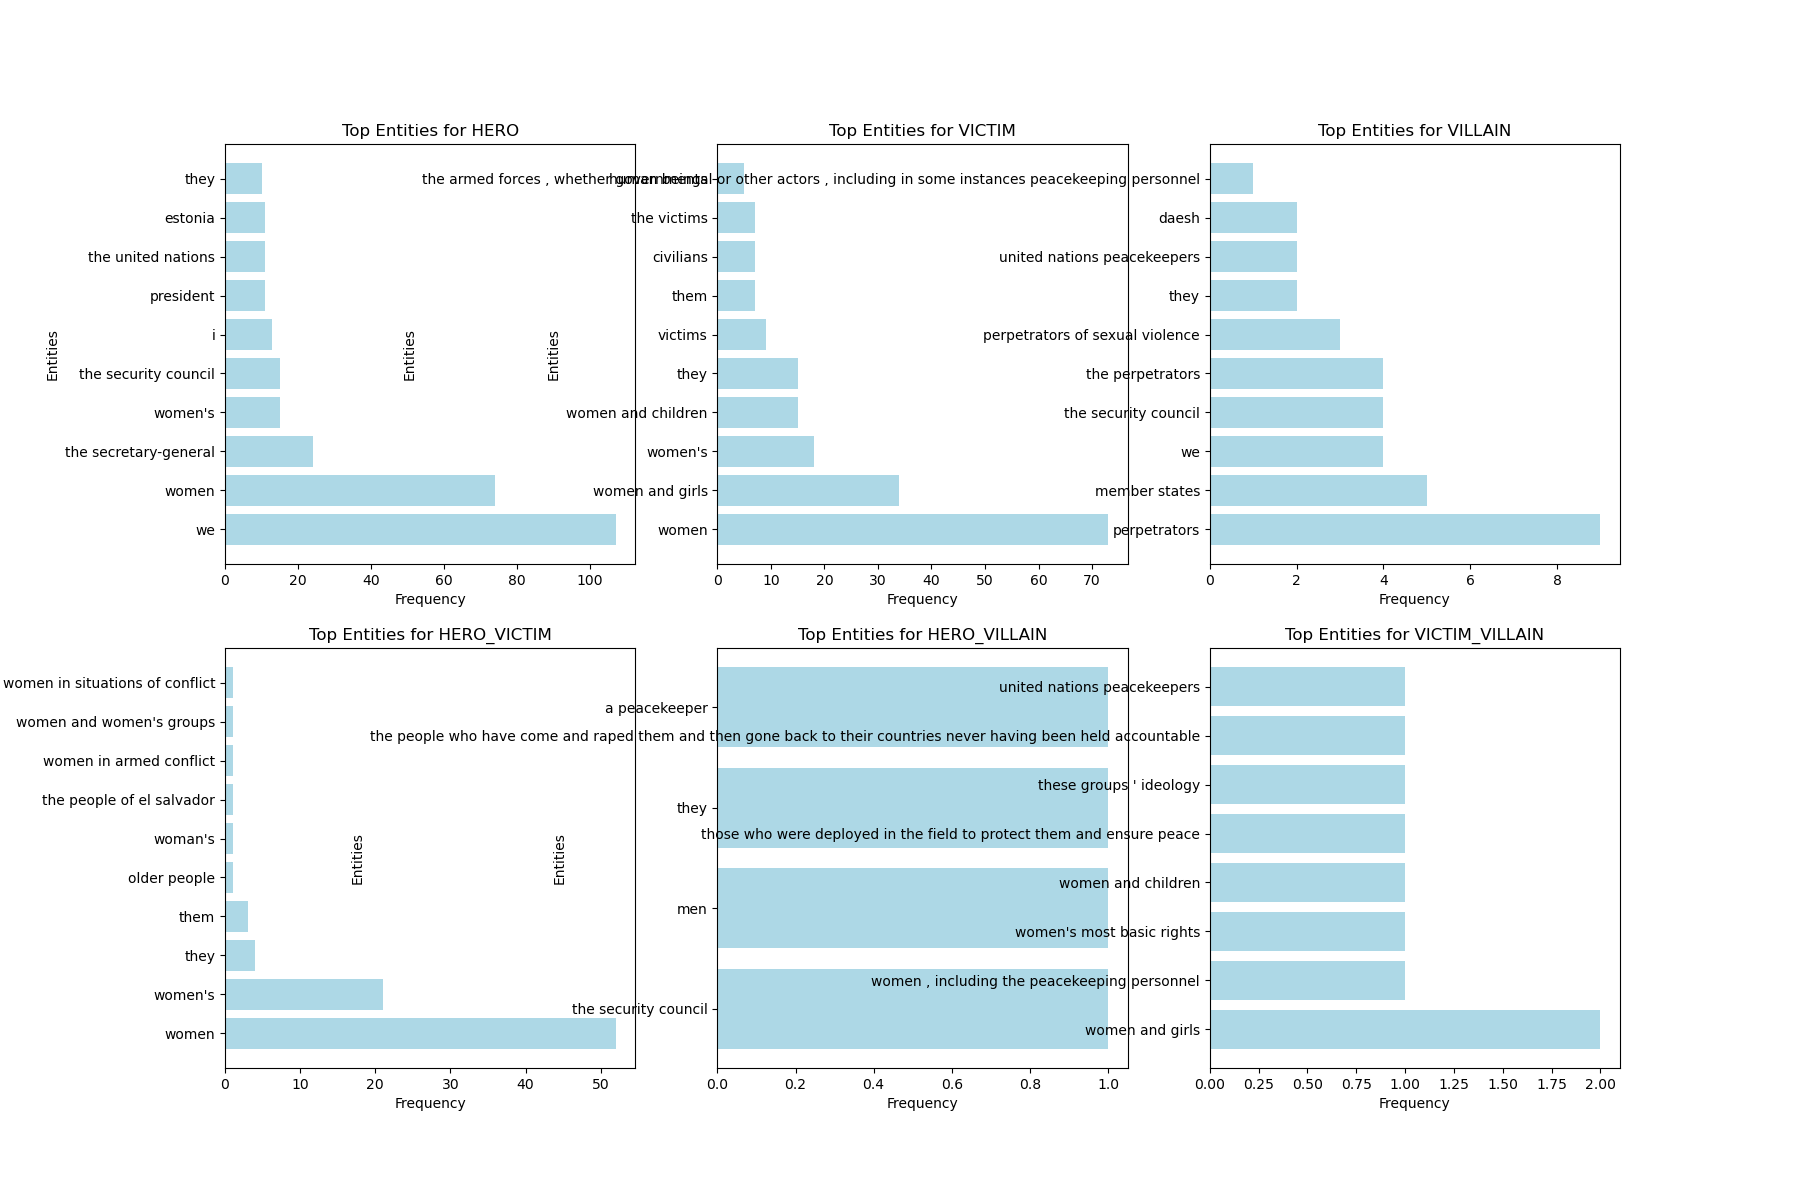 Top Entities for HERO
they
estonia
the united nations
president
i
the security council
women's
the secretary-general
women
we
Entities
0 20 40 60 80 100
Frequency
Top Entities for VICTIM
human beings
the victims
civilians
them
victims
they
women and children
women's
women and girls
women
Entities
0 10 20 30 40 50 60 70
Frequency
Top Entities for VILLAIN
the armed forces , whether governmental or other actors , including in some instances peacekeeping personnel
daesh
united nations peacekeepers
they
perpetrators of sexual violence
the perpetrators
the security council
we
member states
perpetrators
Entities
0 2 4 6 8
Frequency
Top Entities for HERO_VICTIM
women in situations of conflict
women and women's groups
women in armed conflict
the people of el salvador
woman's
older people
them
they
women's
women
0 10 20 30 40 50
Frequency
Top Entities for HERO_VILLAIN
a peacekeeper
they
men
the security council
Entities
0.0 0.2 0.4 0.6 0.8 1.0
Frequency
Top Entities for VICTIM_VILLAIN
united nations peacekeepers
the people who have come and raped them and then gone back to their countries never having been held accountable
these groups ' ideology
those who were deployed in the field to protect them and ensure peace
women and children
women's most basic rights
women , including the peacekeeping personnel
women and girls
Entities
0.00 0.25 0.50 0.75 1.00 1.25 1.50 1.75 2.00
Frequency